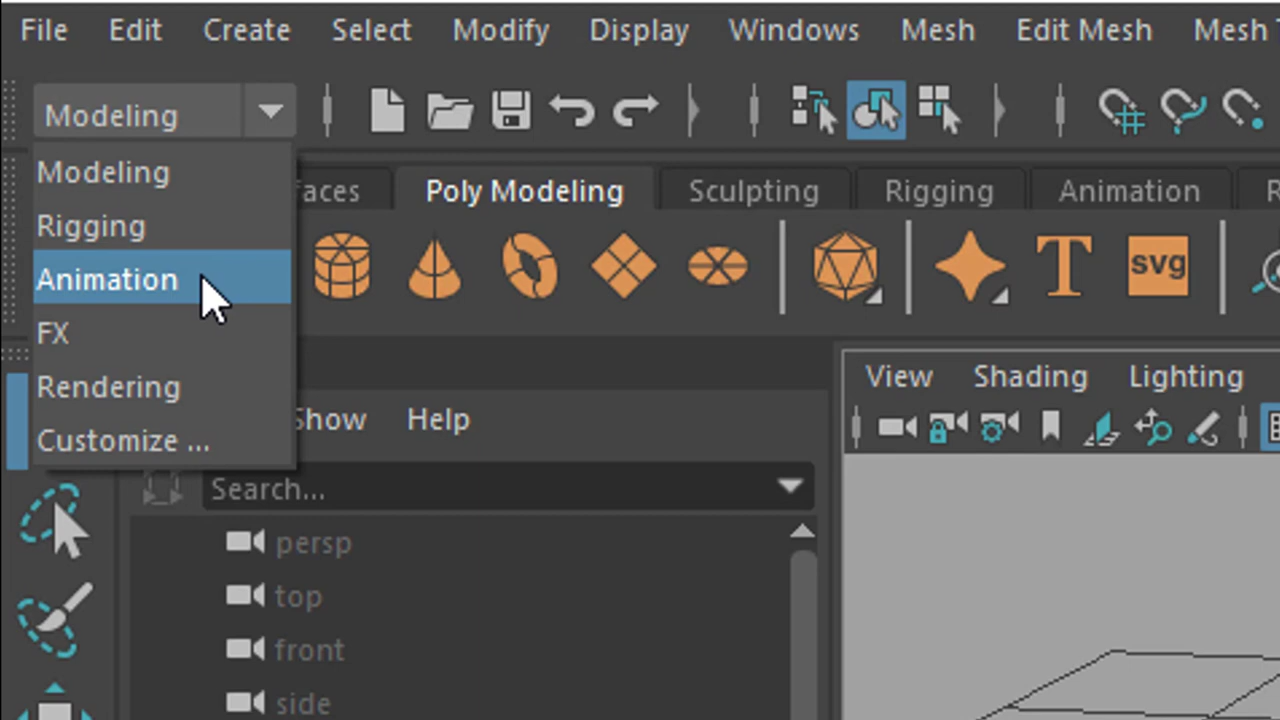 File Edit Create Select Modify Display Windows Mesh Edit Mesh Mesh
Modeling
Modeling
Rigging
Animation
FX
Rendering
Customize ...
faces Poly Modeling Sculpting Rigging Animation R
T svg
Show Help
Search...
persp
top
front
side
View Shading Lighting